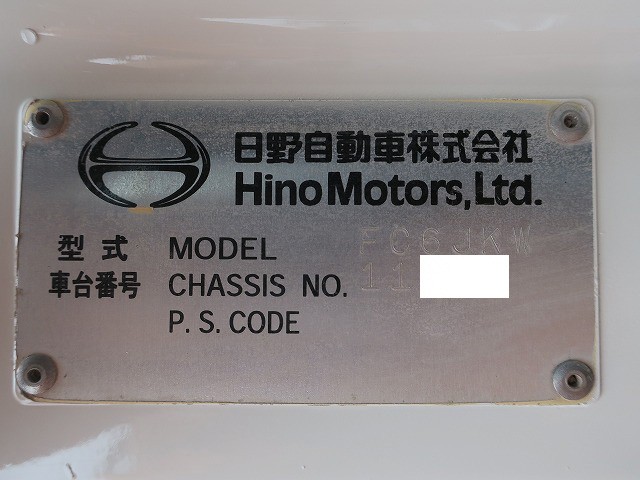 日野自動車株式会社
Hino Motors, Ltd.
型式 MODEL FC6JKW
車台番号 CHASSIS NO. 11
P. S. CODE